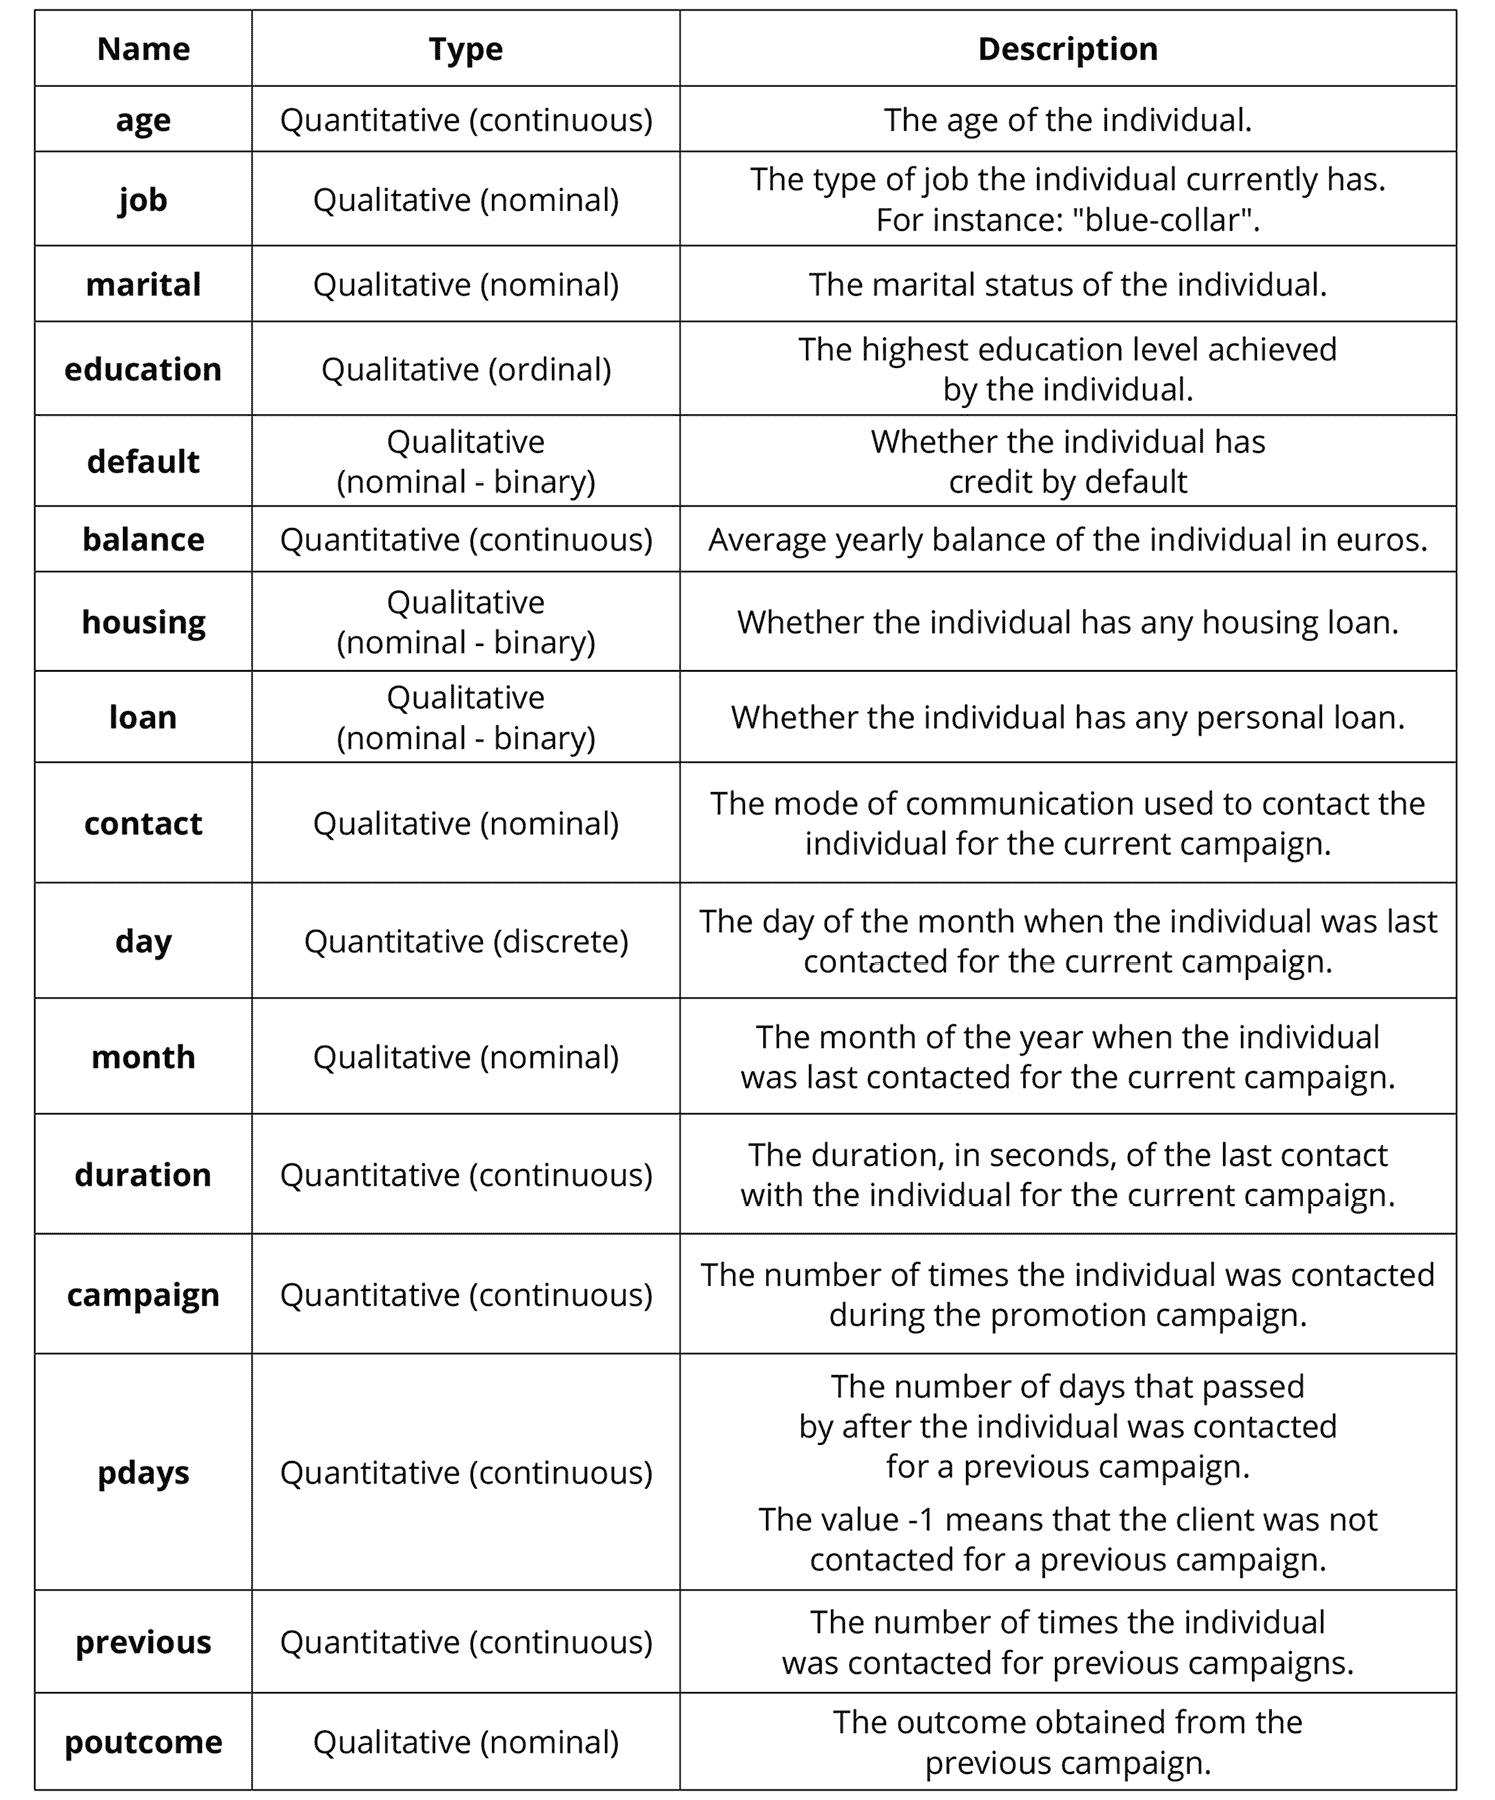 Name Type Description
age Quantitative (continuous) The age of the individual.
job Qualitative (nominal) The type of job the individual currently has.
For instance: "blue-collar".
marital Qualitative (nominal) The marital status of the individual.
education Qualitative (ordinal) The highest education level achieved
by the individual.
default Qualitative
(nominal - binary) Whether the individual has
credit by default
balance Quantitative (continuous) Average yearly balance of the individual in euros.
housing Qualitative
(nominal - binary) Whether the individual has any housing loan.
loan Qualitative
(nominal - binary) Whether the individual has any personal loan.
contact Qualitative (nominal) The mode of communication used to contact the
individual for the current campaign.
day Quantitative (discrete) The day of the month when the individual was last
contacted for the current campaign.
month Qualitative (nominal) The month of the year when the individual
was last contacted for the current campaign.
duration Quantitative (continuous) The duration, in seconds, of the last contact
with the individual for the current campaign.
campaign Quantitative (continuous) The number of times the individual was contacted
during the promotion campaign.
pdays Quantitative (continuous) The number of days that passed
by after the individual was contacted
for a previous campaign.
The value -1 means that the client was not
contacted for a previous campaign.
previous Quantitative (continuous) The number of times the individual
was contacted for previous campaigns.
poutcome Qualitative (nominal) The outcome obtained from the
previous campaign.